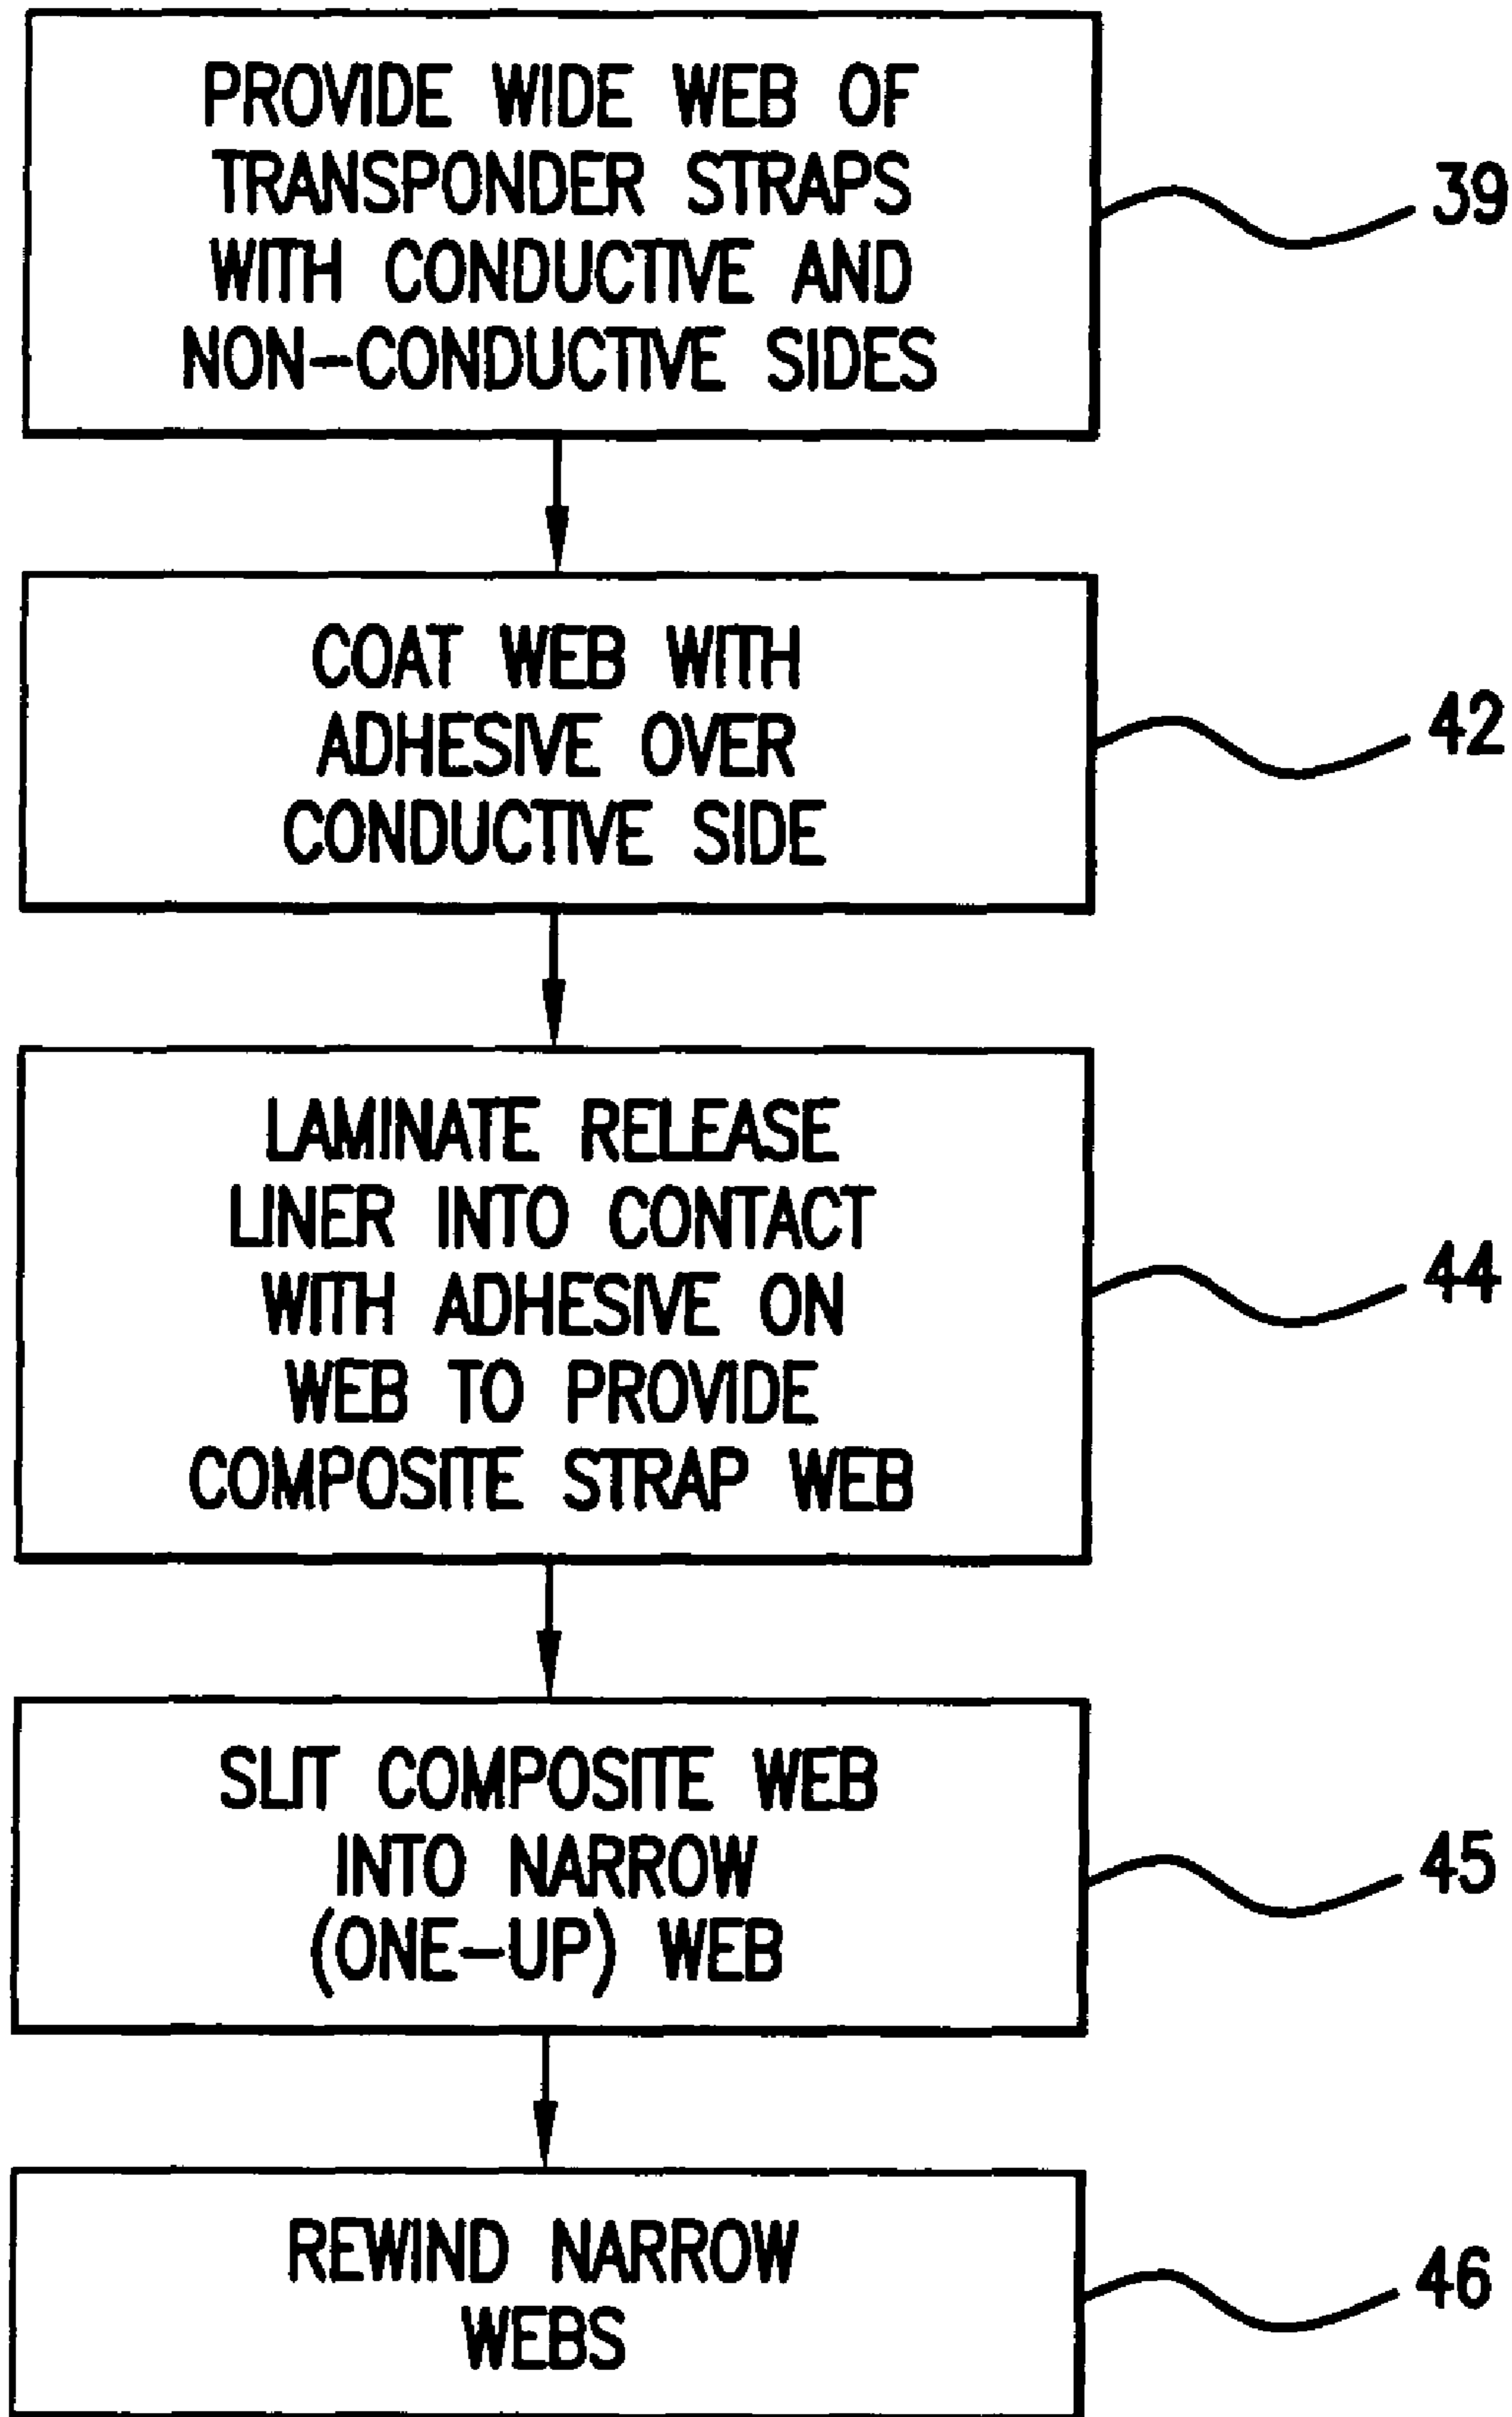 PROVIDE WIDE WEB OF
TRANSPONDER STRAPS
WITH CONDUCTIVE AND
NON-CONDUCTIVE SIDES
39
COAT WEB WITH
ADHESIVE OVER
CONDUCTIVE SIDE
42
LAMINATE RELEASE
LINER INTO CONTACT
WITH ADHESIVE ON
WEB TO PROVIDE
COMPOSITE STRAP WEB
44
SLIT COMPOSITE WEB
INTO NARROW
(ONE-UP) WEB
45
REWIND NARROW
WEBS
46